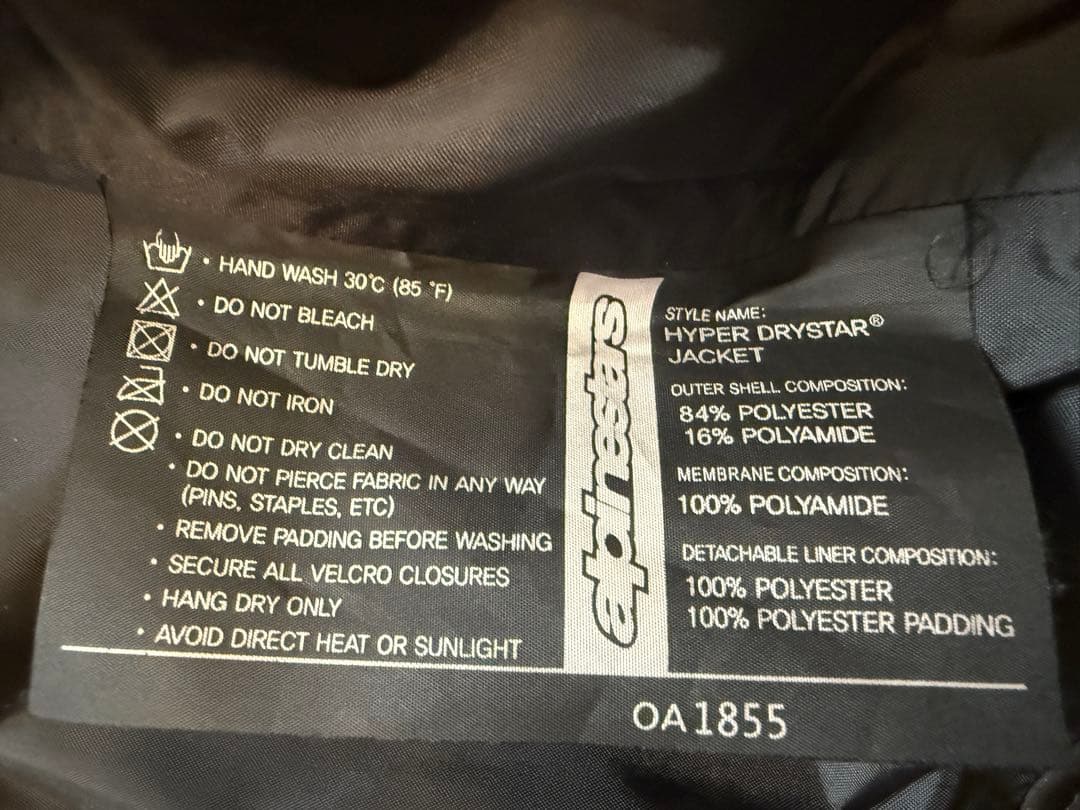 • HAND WASH 30℃ (85 °F)
• DO NOT BLEACH
• DO NOT TUMBLE DRY
• DO NOT IRON
• DO NOT DRY CLEAN
• DO NOT PIERCE FABRIC IN ANY WAY
(PINS, STAPLES, ETC)
• REMOVE PADDING BEFORE WASHING
• SECURE ALL VELCRO CLOSURES
• HANG DRY ONLY
• AVOID DIRECT HEAT OR SUNLIGHT
alpinestars
STYLE NAME:
HYPER DRYSTAR®
JACKET
OUTER SHELL COMPOSITION:
84% POLYESTER
16% POLYAMIDE
MEMBRANE COMPOSITION:
100% POLYAMIDE
DETACHABLE LINER COMPOSITION:
100% POLYESTER
100% POLYESTER PADDING
OA1855